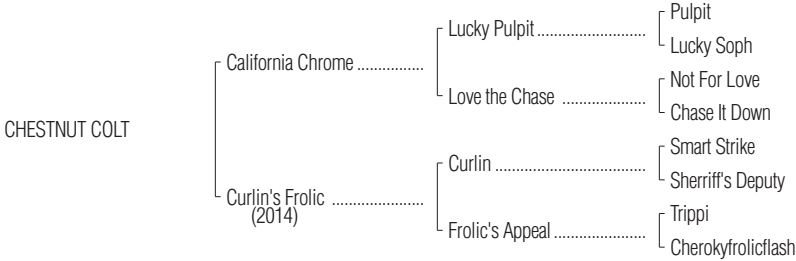 Pulpit
Lucky Pulpit ..........................
Lucky Soph
California Chrome ................
Not For Love
Love the Chase ....................
Chase It Down
CHESTNUT COLT
Smart Strike
Curlin ....................................
Sherriff's Deputy
Curlin's Frolic ......................
(2014)
Trippi
Frolic's Appeal ......................
Cherokyfrolicflash